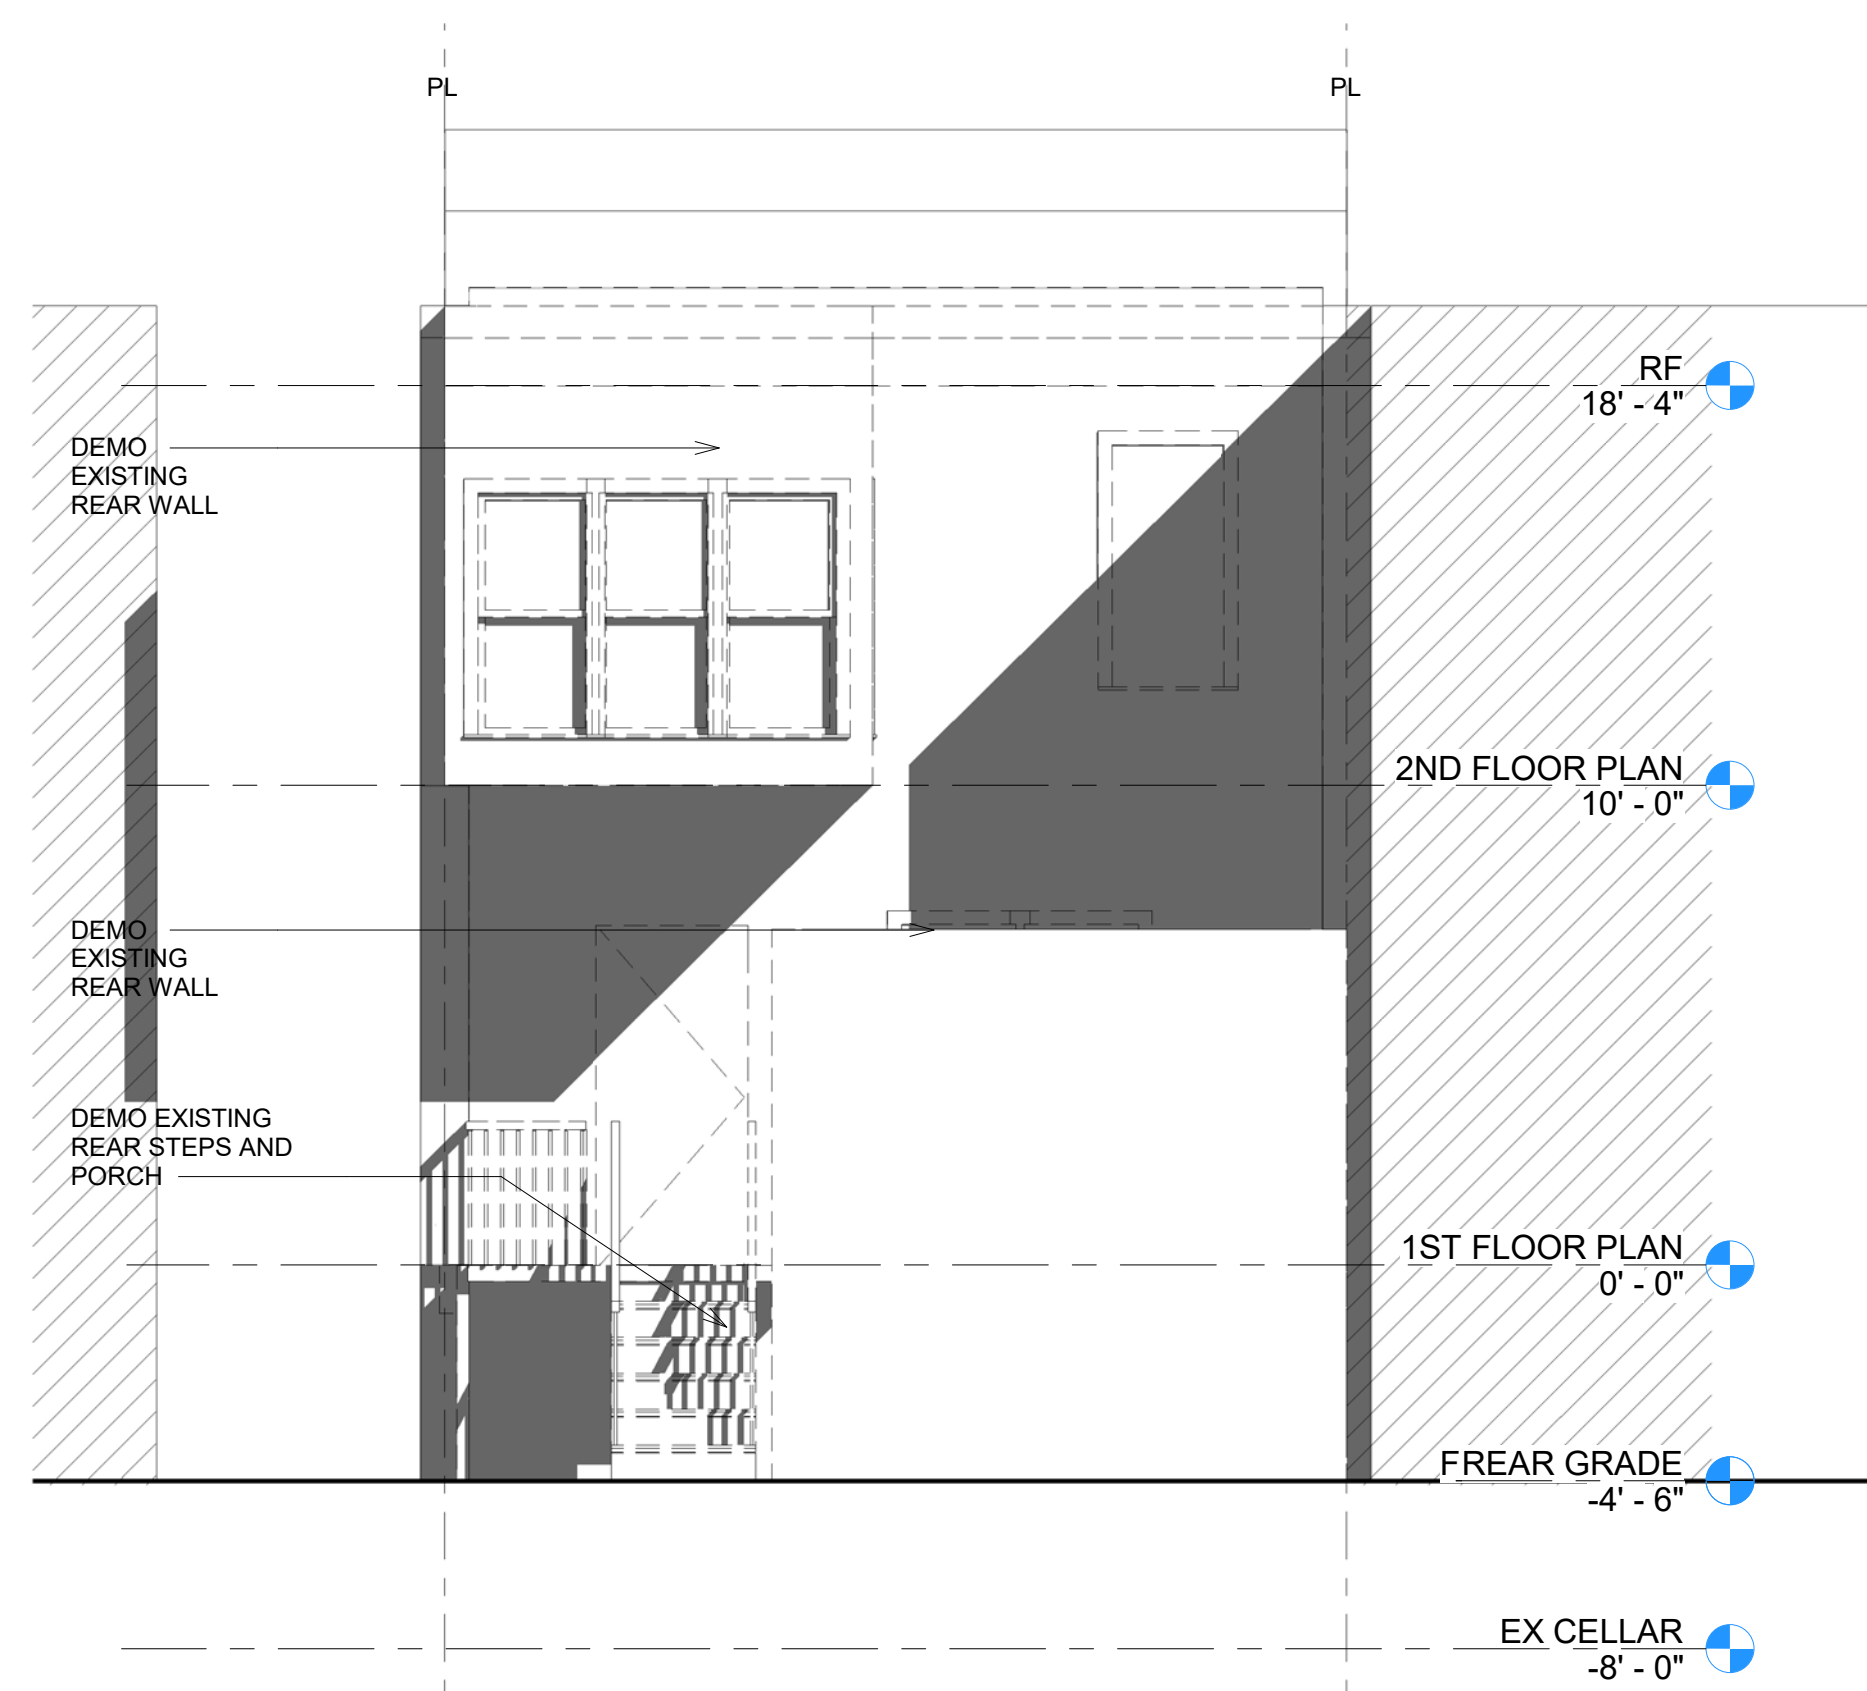 PL
PL
RF
18' - 4"
DEMO
EXISTING
REAR WALL
2ND FLOOR PLAN
10' - 0"
DEMO
EXISTING
REAR WALL
DEMO EXISTING
REAR STEPS AND
PORCH
1ST FLOOR PLAN
0' - 0"
FREAR GRADE
-4' - 6"
EX CELLAR
-8' - 0"